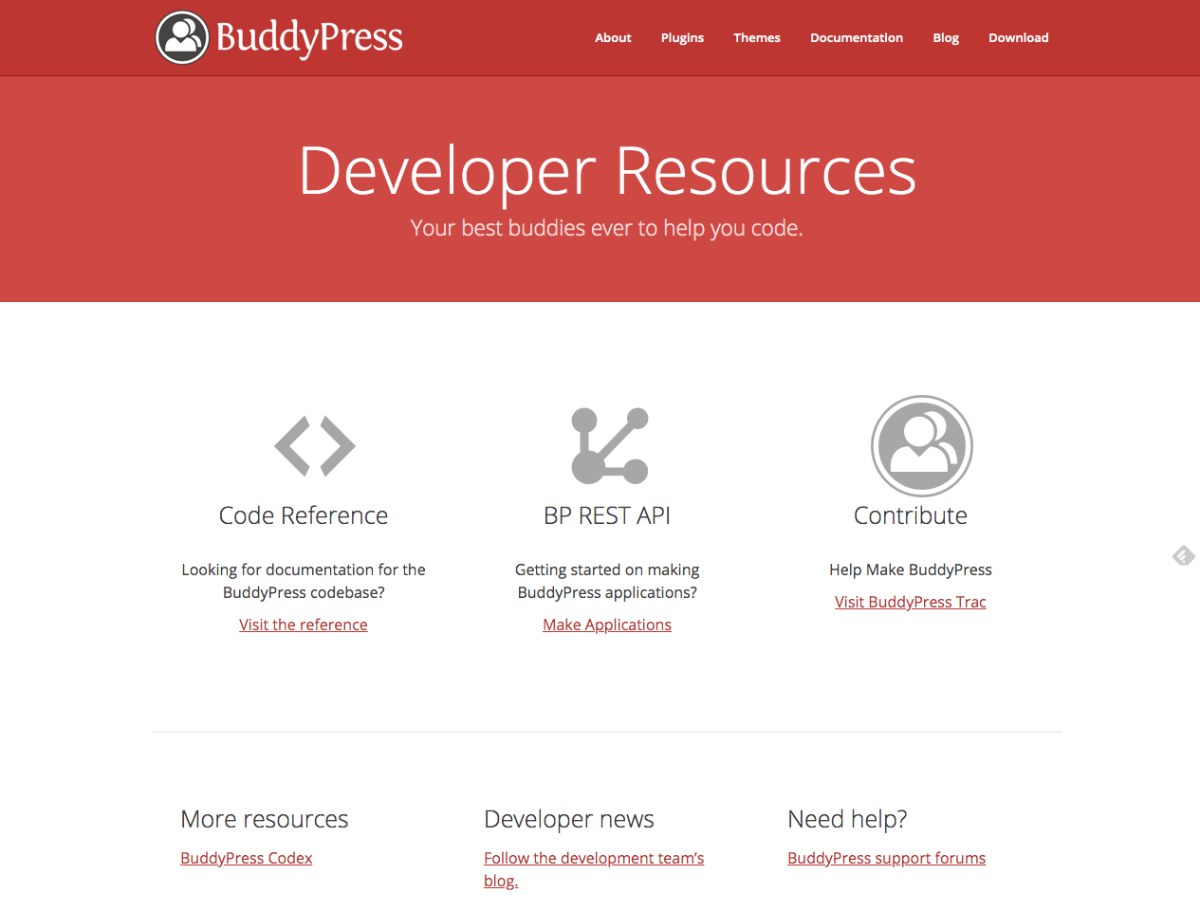 BuddyPress
About Plugins Themes Documentation Blog Download
Developer Resources
Your best buddies ever to help you code.
Code Reference
Looking for documentation for the
BuddyPress codebase?
Visit the reference
BP REST API
Getting started on making
BuddyPress applications?
Make Applications
Contribute
Help Make BuddyPress
Visit BuddyPress Trac
More resources
BuddyPress Codex
Developer news
Follow the development team’s
blog.
Need help?
BuddyPress support forums